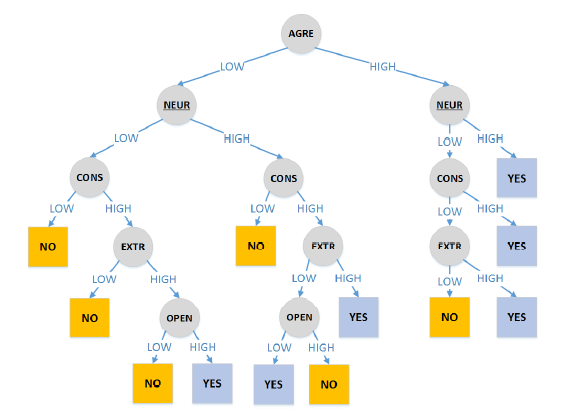 AGRE
LOW HIGH
NEUR NEUR
LOW HIGH LOW HIGH
CONS CONS CONS YES
LOW HIGH LOW HIGH LOW HIGH
NO EXTR NO EXTR EXTR YES
LOW HIGH LOW HIGH LOW HIGH
NO OPEN OPEN YES NO YES
LOW HIGH LOW HIGH
NO YES YES NO